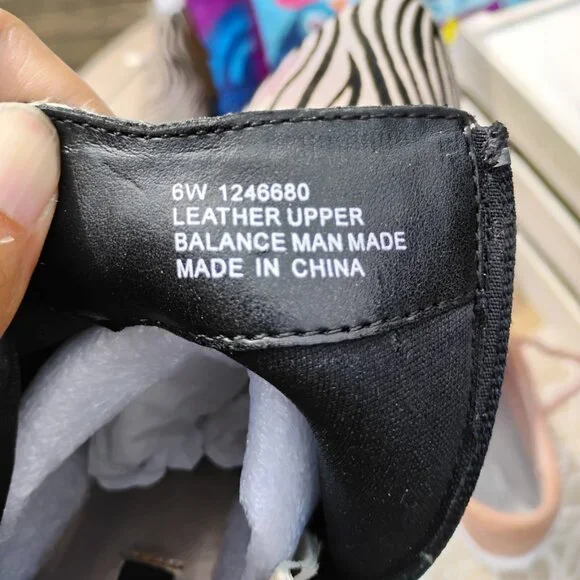 6W 1246680
LEATHER UPPER
BALANCE MAN MADE
MADE IN CHINA